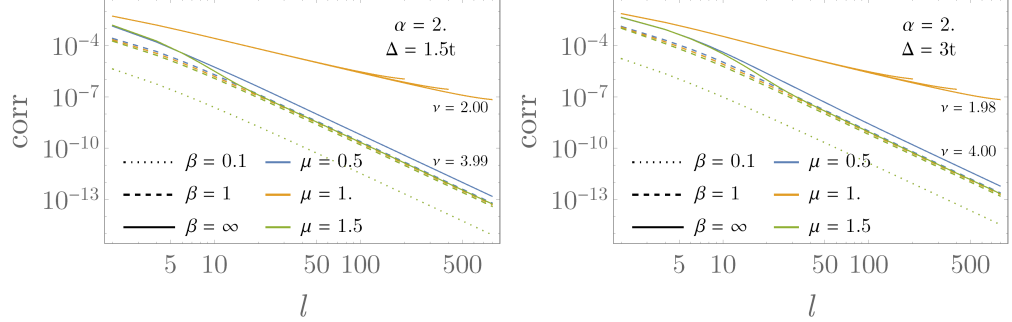 α = 2.
Δ = 1.5t
10⁻⁴
10⁻⁷
10⁻¹⁰
10⁻¹³
corr
ν = 2.00
ν = 3.99
β = 0.1
μ = 0.5
β = 1
μ = 1.
β = ∞
μ = 1.5
5 10 50 100 500
l
α = 2.
Δ = 3t
10⁻⁴
10⁻⁷
10⁻¹⁰
10⁻¹³
corr
ν = 1.98
ν = 4.00
β = 0.1
μ = 0.5
β = 1
μ = 1.
β = ∞
μ = 1.5
5 10 50 100 500
l